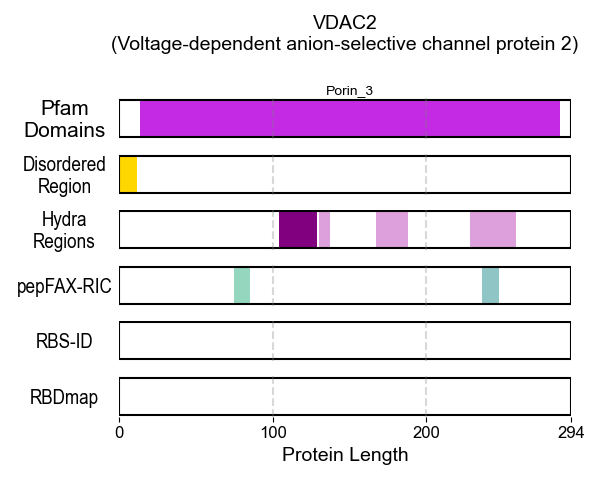 VDAC2
(Voltage-dependent anion-selective channel protein 2)
Porin_3
Pfam
Domains
Disordered
Region
Hydra
Regions
pepFAX-RIC
RBS-ID
RBDmap
0 100 200 294
Protein Length